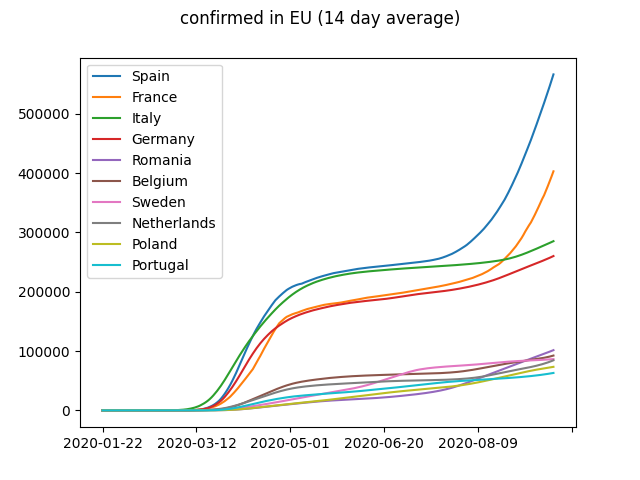 confirmed in EU (14 day average)
Spain
France
Italy
Germany
Romania
Belgium
Sweden
Netherlands
Poland
Portugal
500000
400000
300000
200000
100000
0
2020-01-22 2020-03-12 2020-05-01 2020-06-20 2020-08-09